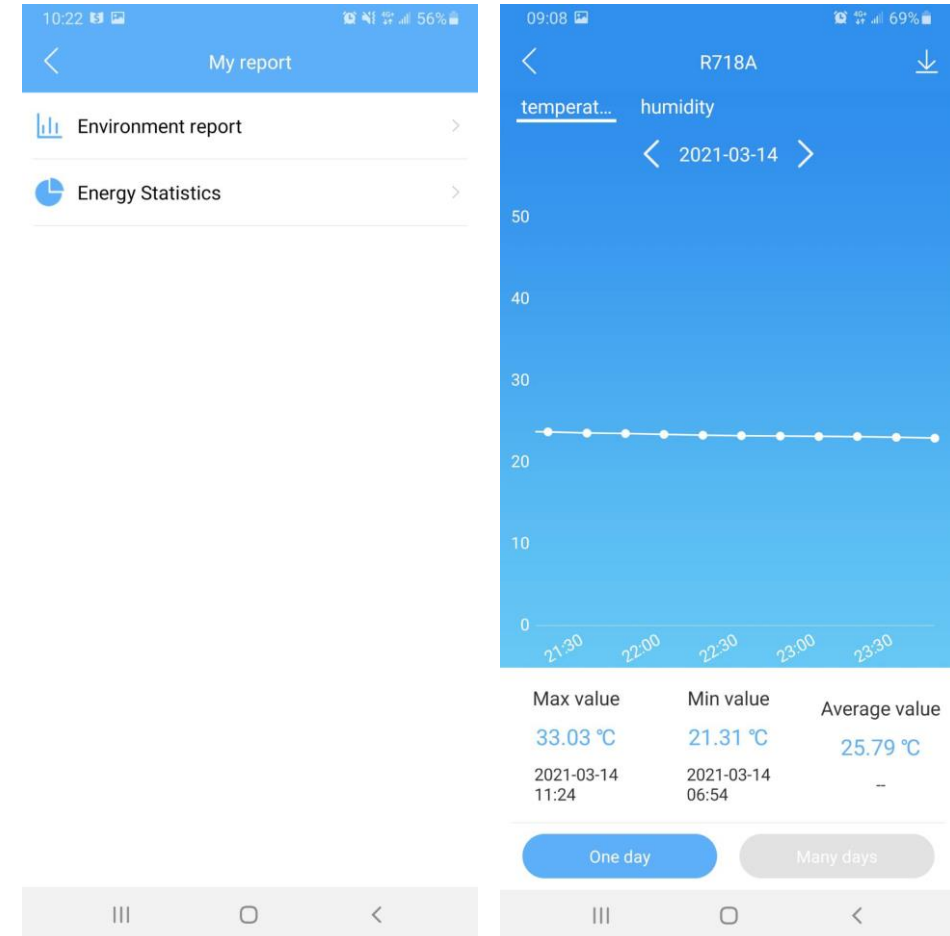 10:22
56%
My report
Environment report
Energy Statistics
09:08
69%
R718A
temperat... humidity
2021-03-14
50
40
30
20
10
0
21:30 22:00 22:30 23:00 23:30
Max value Min value Average value
33.03 ℃ 21.31 ℃ 25.79 ℃
2021-03-14 2021-03-14 --
11:24 06:54
One day Many days